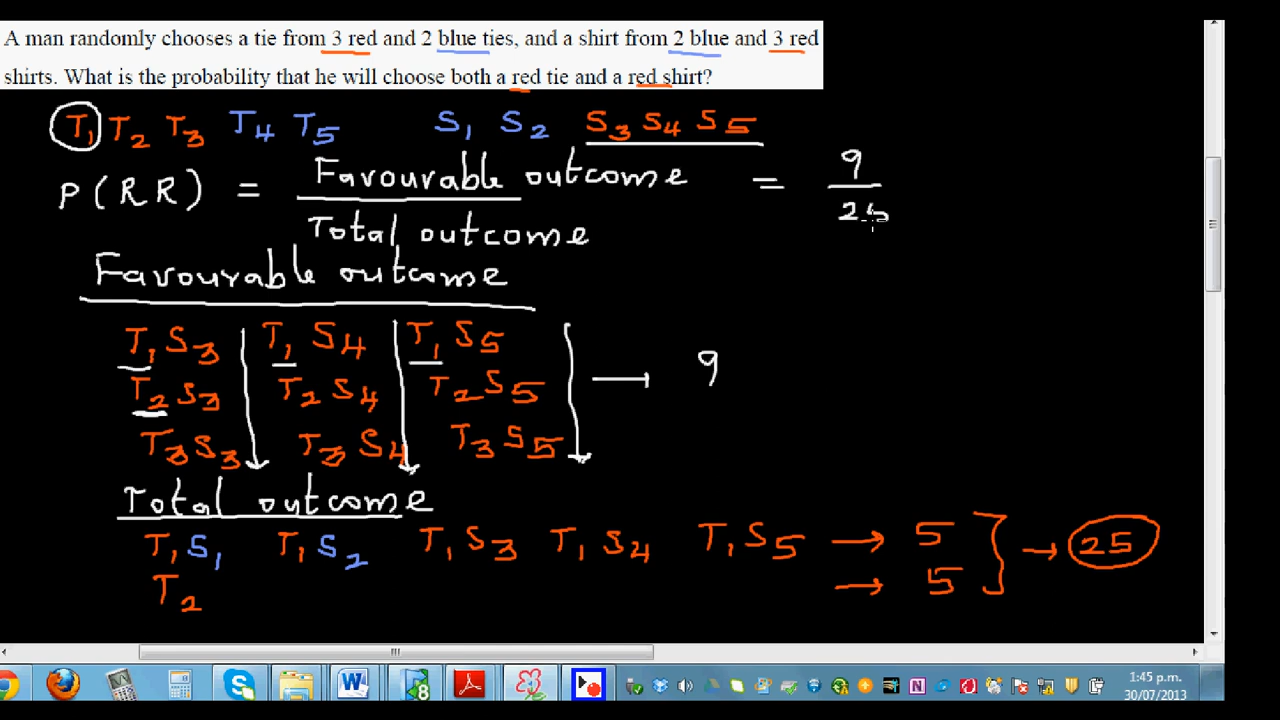 A man randomly chooses a tie from 3 red and 2 blue ties, and a shirt from 2 blue and 3 red
shirts. What is the probability that he will choose both a red tie and a red shirt?
T1 T2 T3 T4 T5 S1 S2 S3 S4 S5
P(RR) = Favourable outcome / Total outcome = 9 / 25
Favourable outcome
T1S3 T1S4 T1S5
T2S3 T2S4 T2S5 → 9
T3S3 T3S4 T3S5
Total outcome
T1S1 T1S2 T1S3 T1S4 T1S5 → 5
T2 → 5 } → 25
1:45 p.m.
30/07/2013